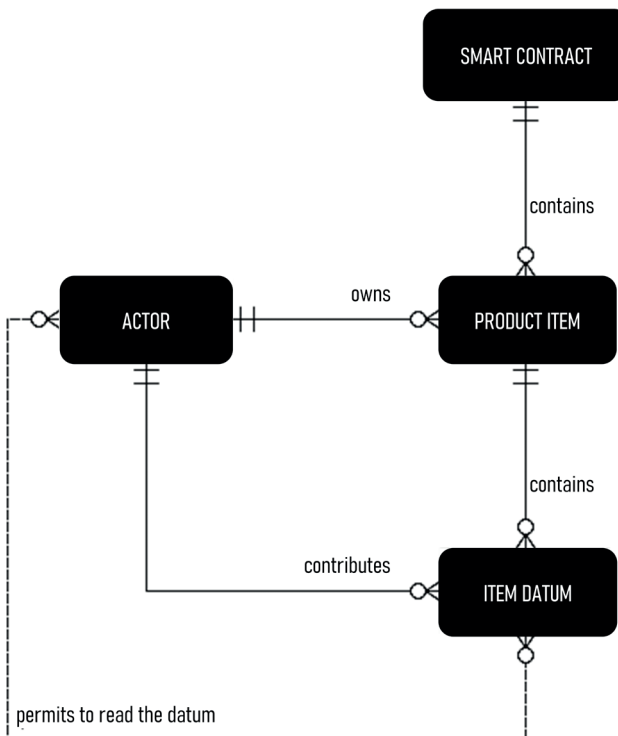 SMART CONTRACT
contains
owns
ACTOR
PRODUCT ITEM
contains
contributes
ITEM DATUM
permits to read the datum